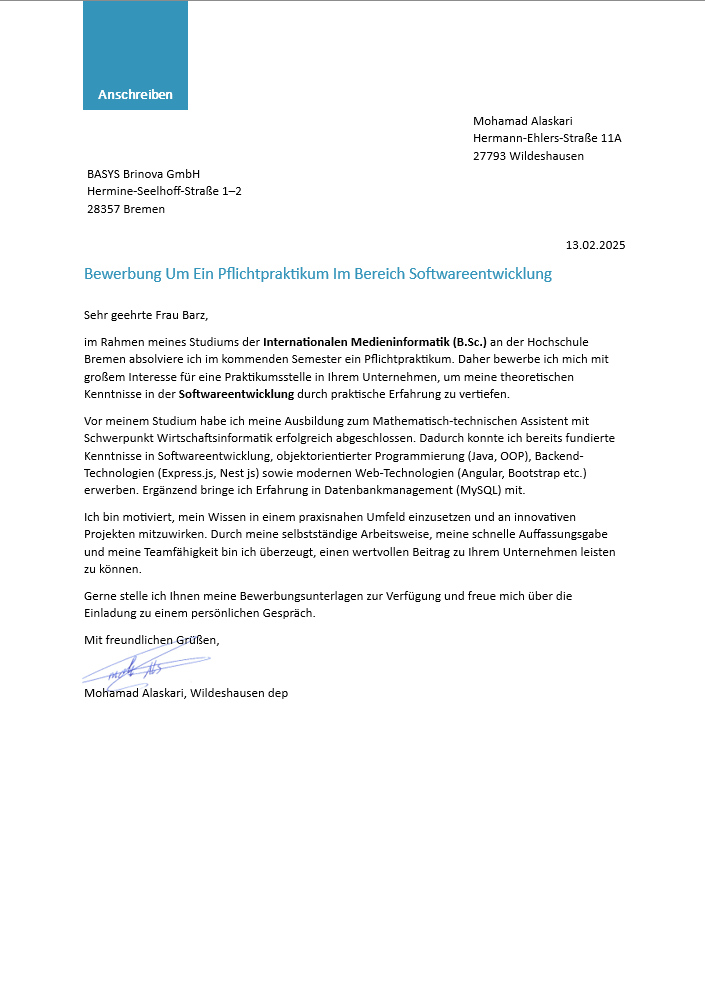 Anschreiben
Mohamad Alaskari
Hermann-Ehlers-Straße 11A
27793 Wildeshausen
BASYS Brinova GmbH
Hermine-Seelhoff-Straße 1–2
28357 Bremen
13.02.2025
Bewerbung Um Ein Pflichtpraktikum Im Bereich Softwareentwicklung
Sehr geehrte Frau Barz,
im Rahmen meines Studiums der Internationalen Medieninformatik (B.Sc.) an der Hochschule
Bremen absolviere ich im kommenden Semester ein Pflichtpraktikum. Daher bewerbe ich mich mit
großem Interesse für eine Praktikumsstelle in Ihrem Unternehmen, um meine theoretischen
Kenntnisse in der Softwareentwicklung durch praktische Erfahrung zu vertiefen.
Vor meinem Studium habe ich meine Ausbildung zum Mathematisch-technischen Assistent mit
Schwerpunkt Wirtschaftsinformatik erfolgreich abgeschlossen. Dadurch konnte ich bereits fundierte
Kenntnisse in Softwareentwicklung, objektorientierter Programmierung (Java, OOP), Backend-
Technologien (Express.js, Nest js) sowie modernen Web-Technologien (Angular, Bootstrap etc.)
erwerben. Ergänzend bringe ich Erfahrung in Datenbankmanagement (MySQL) mit.
Ich bin motiviert, mein Wissen in einem praxisnahen Umfeld einzusetzen und an innovativen
Projekten mitzuwirken. Durch meine selbstständige Arbeitsweise, meine schnelle Auffassungsgabe
und meine Teamfähigkeit bin ich überzeugt, einen wertvollen Beitrag zu Ihrem Unternehmen leisten
zu können.
Gerne stelle ich Ihnen meine Bewerbungsunterlagen zur Verfügung und freue mich über die
Einladung zu einem persönlichen Gespräch.
Mit freundlichen Grüßen,
Mohamad Alaskari, Wildeshausen dep